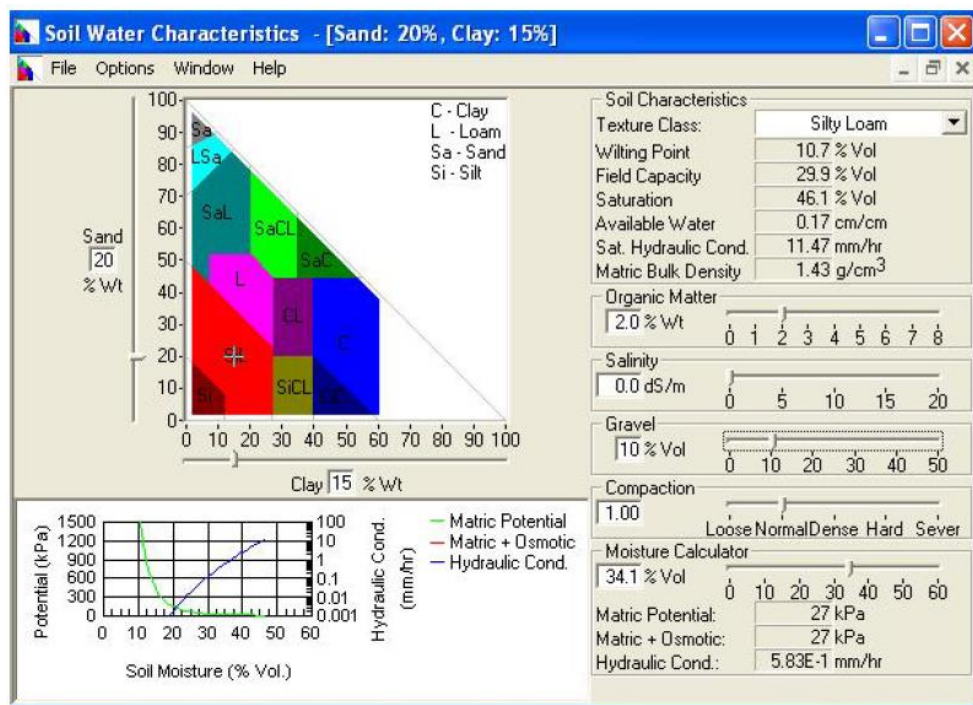 Soil Water Characteristics - [Sand: 20%, Clay: 15%]
File Options Window Help
C - Clay
L - Loam
Sa - Sand
Si - Silt
100
90
80
70
60
50
40
30
20
10
0
Sand
20
% Wt
Sa
LSa
SaL
SaCL
SaC
L
CL
C
SiL
Si
SiCL
SiC
0 10 20 30 40 50 60 70 80 90 100
Clay 15 % Wt
Soil Characteristics
Texture Class: Silty Loam
Wilting Point 10.7 % Vol
Field Capacity 29.9 % Vol
Saturation 46.1 % Vol
Available Water 0.17 cm/cm
Sat. Hydraulic Cond. 11.47 mm/hr
Matric Bulk Density 1.43 g/cm³
Organic Matter
2.0 % Wt
0 1 2 3 4 5 6 7 8
Salinity
0.0 dS/m
0 5 10 15 20
Gravel
10 % Vol
0 10 20 30 40 50
Compaction
1.00
Loose Normal Dense Hard Sever
Moisture Calculator
34.1 % Vol
0 10 20 30 40 50 60
Matric Potential: 27 kPa
Matric + Osmotic: 27 kPa
Hydraulic Cond.: 5.83E-1 mm/hr
Potential (kPa)
1500
1200
900
600
300
0
0 10 20 30 40 50 60
Soil Moisture (% Vol.)
100
10
1
0.1
0.01
0.001
Hydraulic Cond.
(mm/hr)
Matric Potential
Matric + Osmotic
Hydraulic Cond.